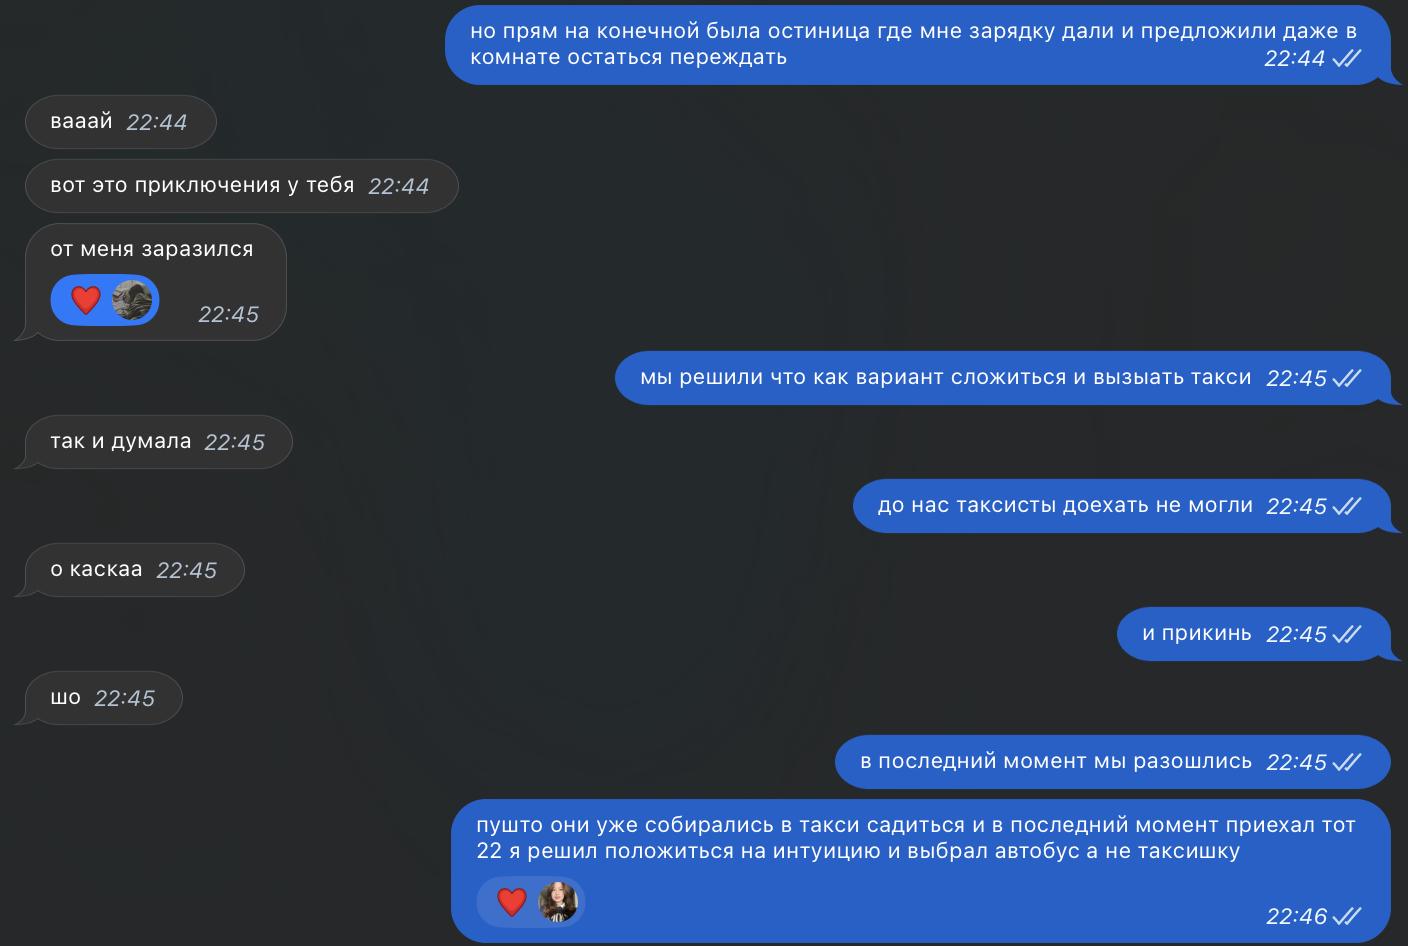 но прям на конечной была остиница где мне зарядку дали и предложили даже в
комнате остаться переждать
22:44
вааай 22:44
вот это приключения у тебя 22:44
от меня заразился
22:45
мы решили что как вариант сложиться и вызыать такси 22:45
так и думала 22:45
до нас таксисты доехать не могли 22:45
о каскаа 22:45
и прикинь 22:45
шо 22:45
в последний момент мы разошлись 22:45
пушто они уже собирались в такси садиться и в последний момент приехал тот
22 я решил положиться на интуицию и выбрал автобус а не таксишку
22:46